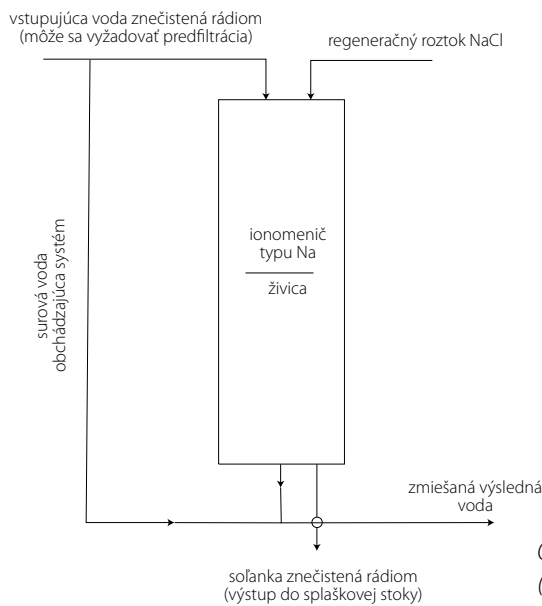 vstupujúca voda znečistená rádiom
(môže sa vyžadovať predfiltrácia)
regeneračný roztok NaCl
surová voda
obchádzajúca systém
ionomenič
typu Na
živica
zmiešaná výsledná
voda
soľanka znečistená rádiom
(výstup do splaškovej stoky)